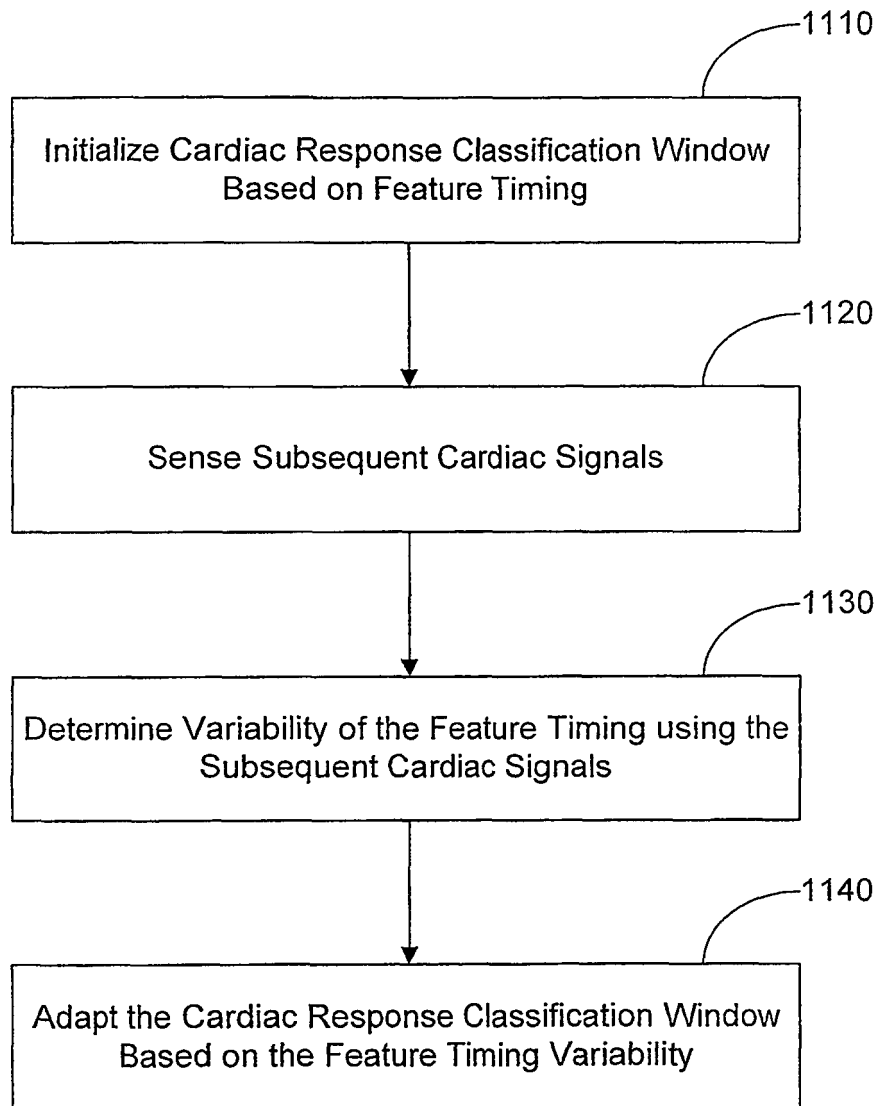 1110
Initialize Cardiac Response Classification Window
Based on Feature Timing
1120
Sense Subsequent Cardiac Signals
1130
Determine Variability of the Feature Timing using the
Subsequent Cardiac Signals
1140
Adapt the Cardiac Response Classification Window
Based on the Feature Timing Variability